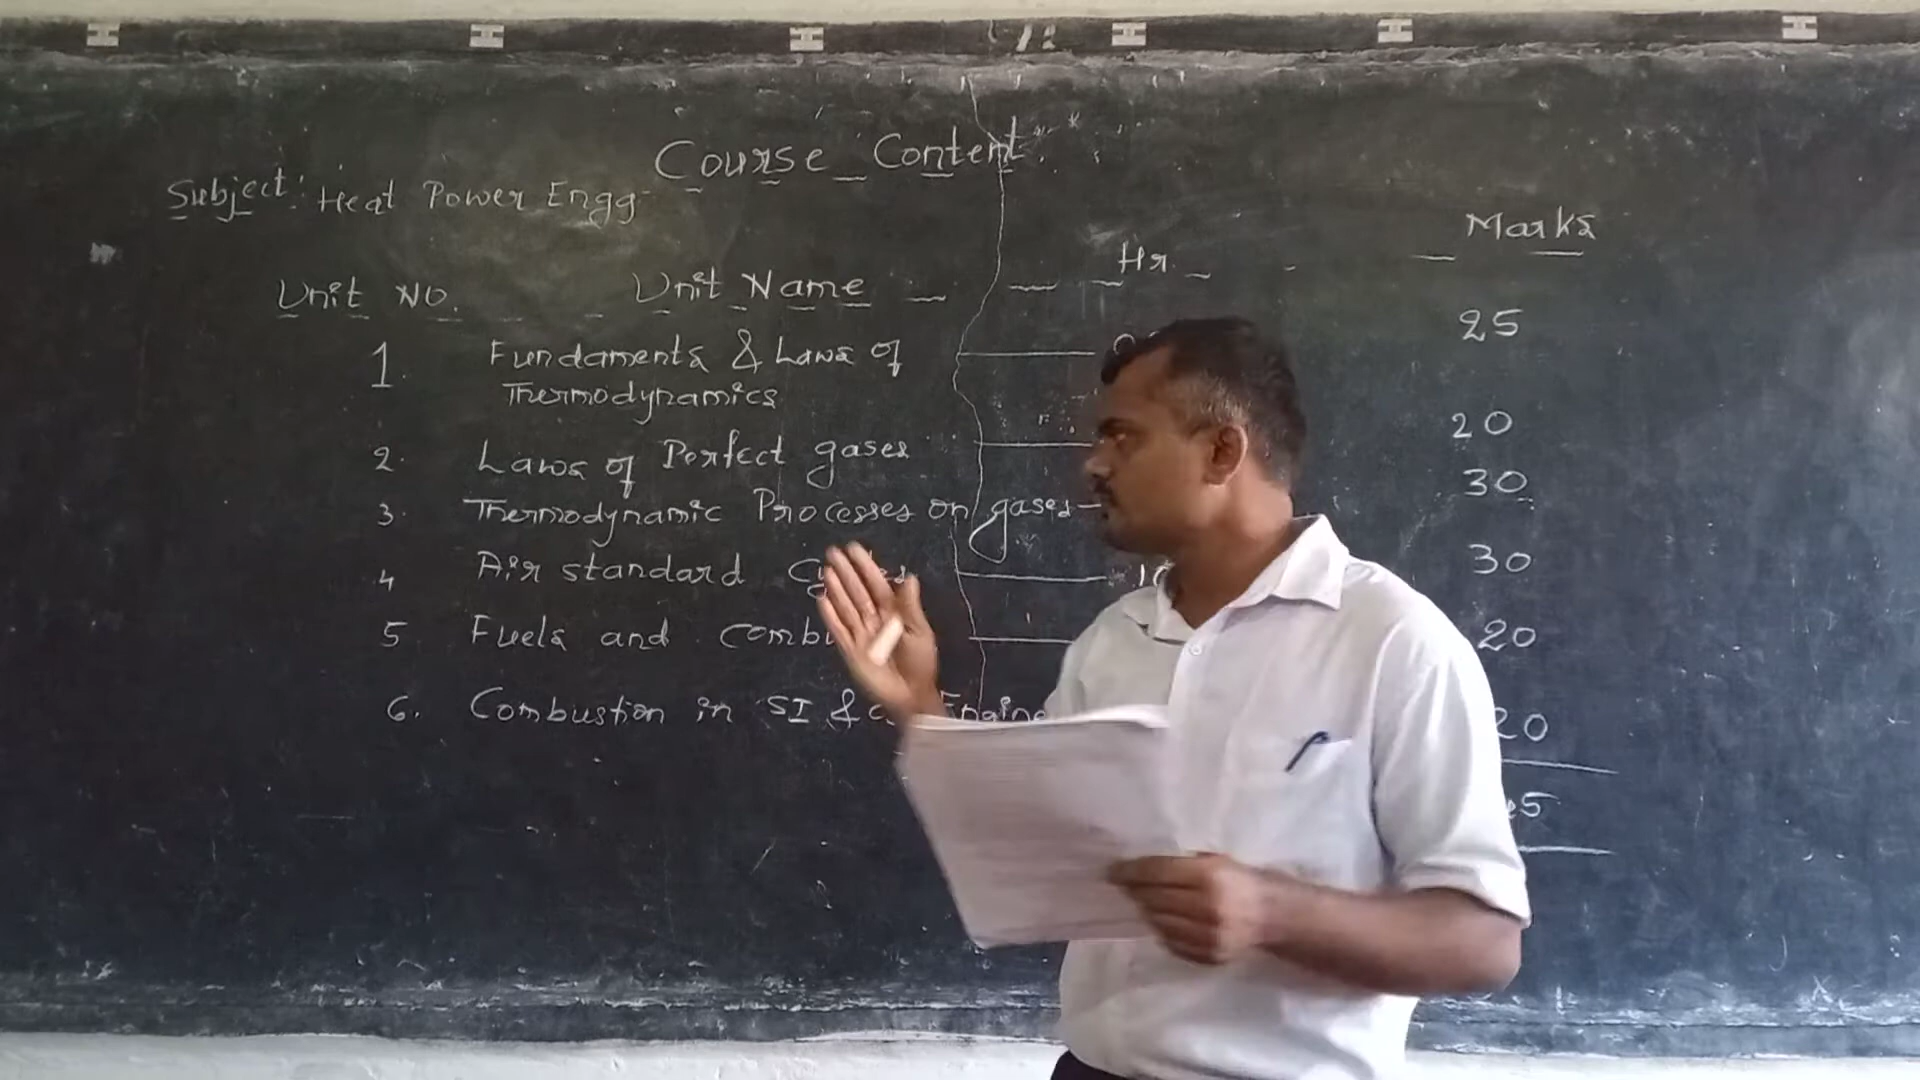 Course Content
Subject: Heat Power Engg
Unit No. Unit Name Hr. Marks
1. Fundaments & Laws of 25
Thermodynamics
2. Laws of Perfect gases 20
3. Thermodynamic Processes on gases 30
4 Air standard 30
5 Fuels and 20
6. Combustion in SI & 20